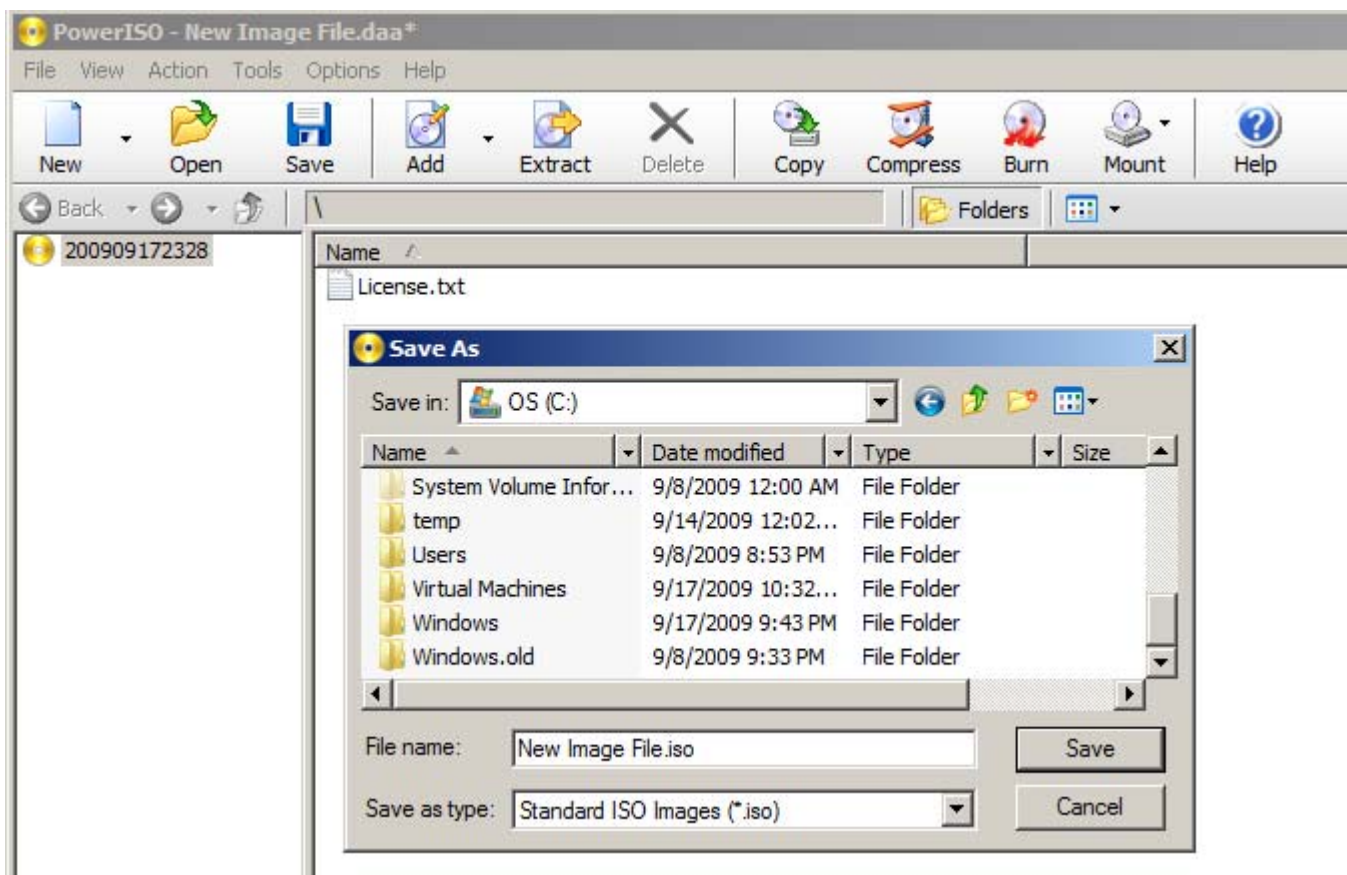 PowerISO - New Image File.daa*
File View Action Tools Options Help
New Open Save Add Extract Delete Copy Compress Burn Mount Help
Back \ Folders
200909172328
Name
License.txt
Save As
Save in: OS (C:)
Name Date modified Type Size
System Volume Infor... 9/8/2009 12:00 AM File Folder
temp 9/14/2009 12:02... File Folder
Users 9/8/2009 8:53 PM File Folder
Virtual Machines 9/17/2009 10:32... File Folder
Windows 9/17/2009 9:43 PM File Folder
Windows.old 9/8/2009 9:33 PM File Folder
File name: New Image File.iso Save
Save as type: Standard ISO Images (*.iso) Cancel